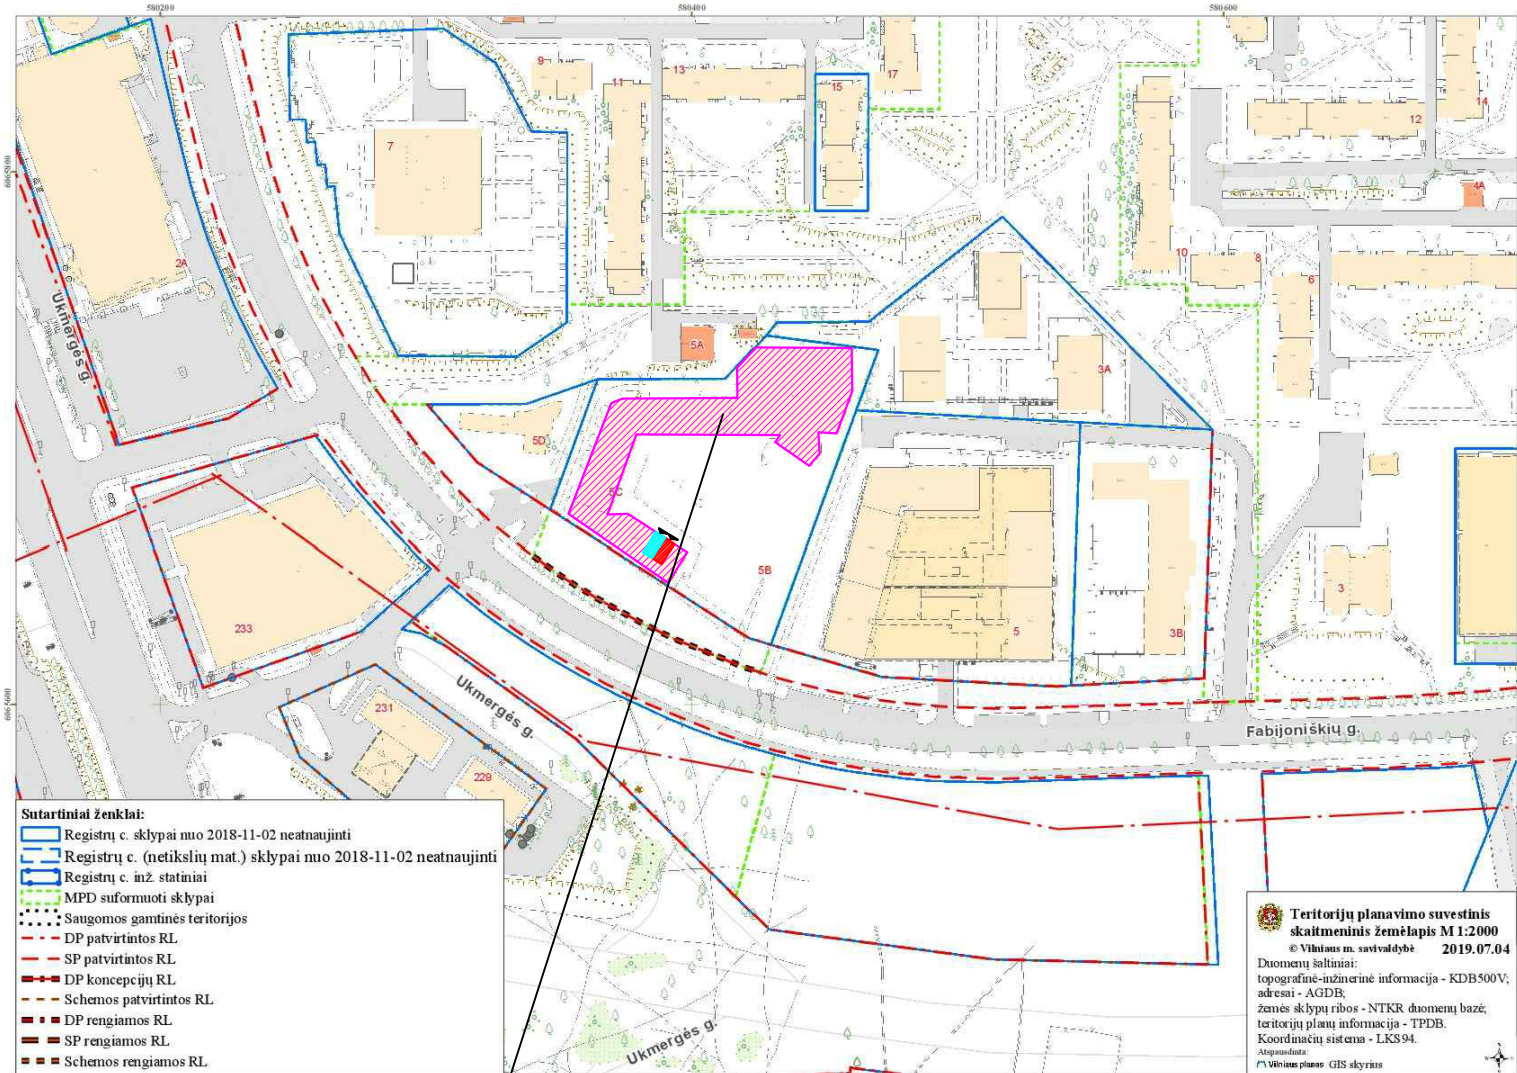 580200
580400
580600
6065800
6065600
9
11
13
15
17
7
12
14
4A
10
8
6
2A
Ukmergės g.
5A
3A
5D
5C
5B
5
3B
3
233
231
229
Ukmergės g.
Fabijoniškių g.
Ukmergės g.
Sutartiniai ženklai:
Registrų c. sklypai nuo 2018-11-02 neatnaujinti
Registrų c. (netikslių mat.) sklypai nuo 2018-11-02 neatnaujinti
Registrų c. inž. statiniai
MPD suformuoti sklypai
Saugomos gamtinės teritorijos
DP patvirtintos RL
SP patvirtintos RL
DP koncepcijų RL
Schemos patvirtintos RL
DP rengiamos RL
SP rengiamos RL
Schemos rengiamos RL
Teritorijų planavimo suvestinis
skaitmeninis žemėlapis M 1:2000
© Vilniaus m. savivaldybė 2019.07.04
Duomenų šaltiniai:
topografinė-inžinerinė informacija - KDB500V;
adresai - AGDB;
žemės sklypų ribos - NTKR duomenų bazė;
teritorijų planų informacija - TPDB.
Koordinačių sistema - LKS94.
Atspausdinta:
Vilniaus planas GIS skyrius